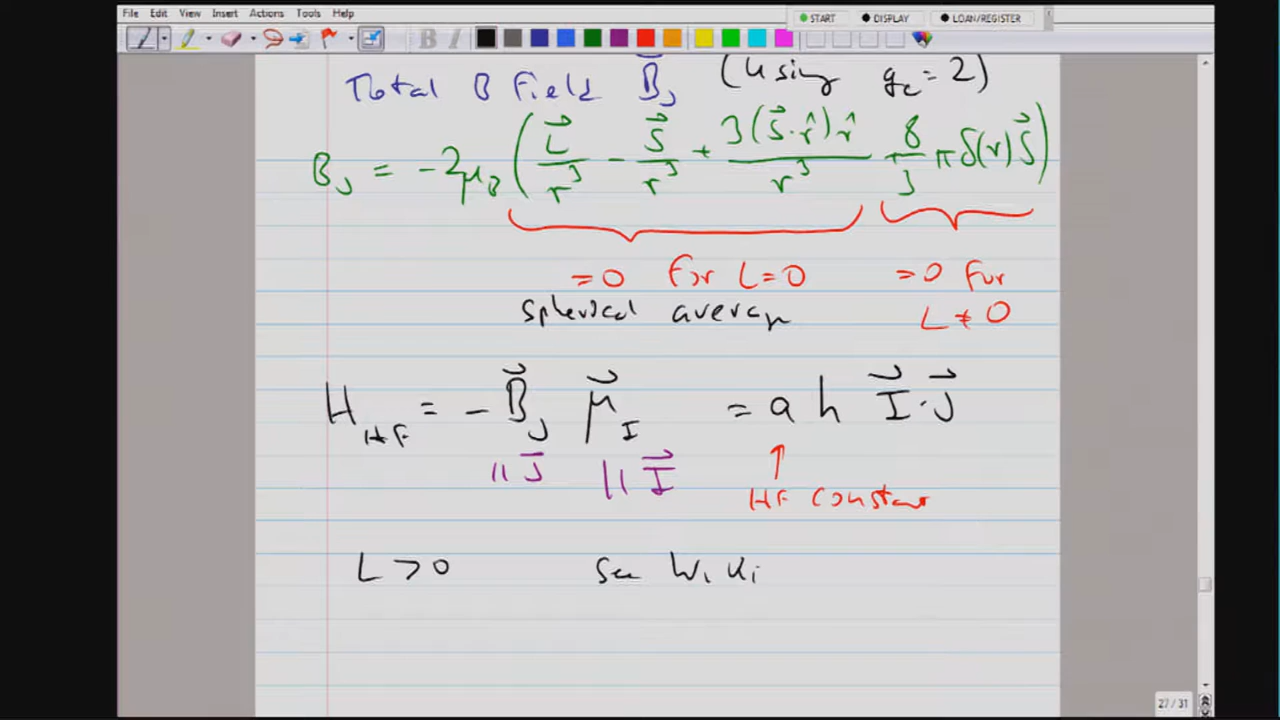 File Edit View Insert Actions Tools Help
START DISPLAY LOAN/REGISTER
Total B Field B⃗_J (Using g_e = 2)
B_J = -2μ_B ( L⃗/r³ - S⃗/r³ + 3(S⃗·r̂)r̂/r³ + 8/3 π δ(r) S⃗ )
= 0 for L = 0 = 0 for
spherical average L ≠ 0
H_HF = - B⃗_J μ⃗_I = a h I⃗·J⃗
|| J⃗ || I⃗ ↑
HF Constant
L > 0 See Wiki
27 / 31